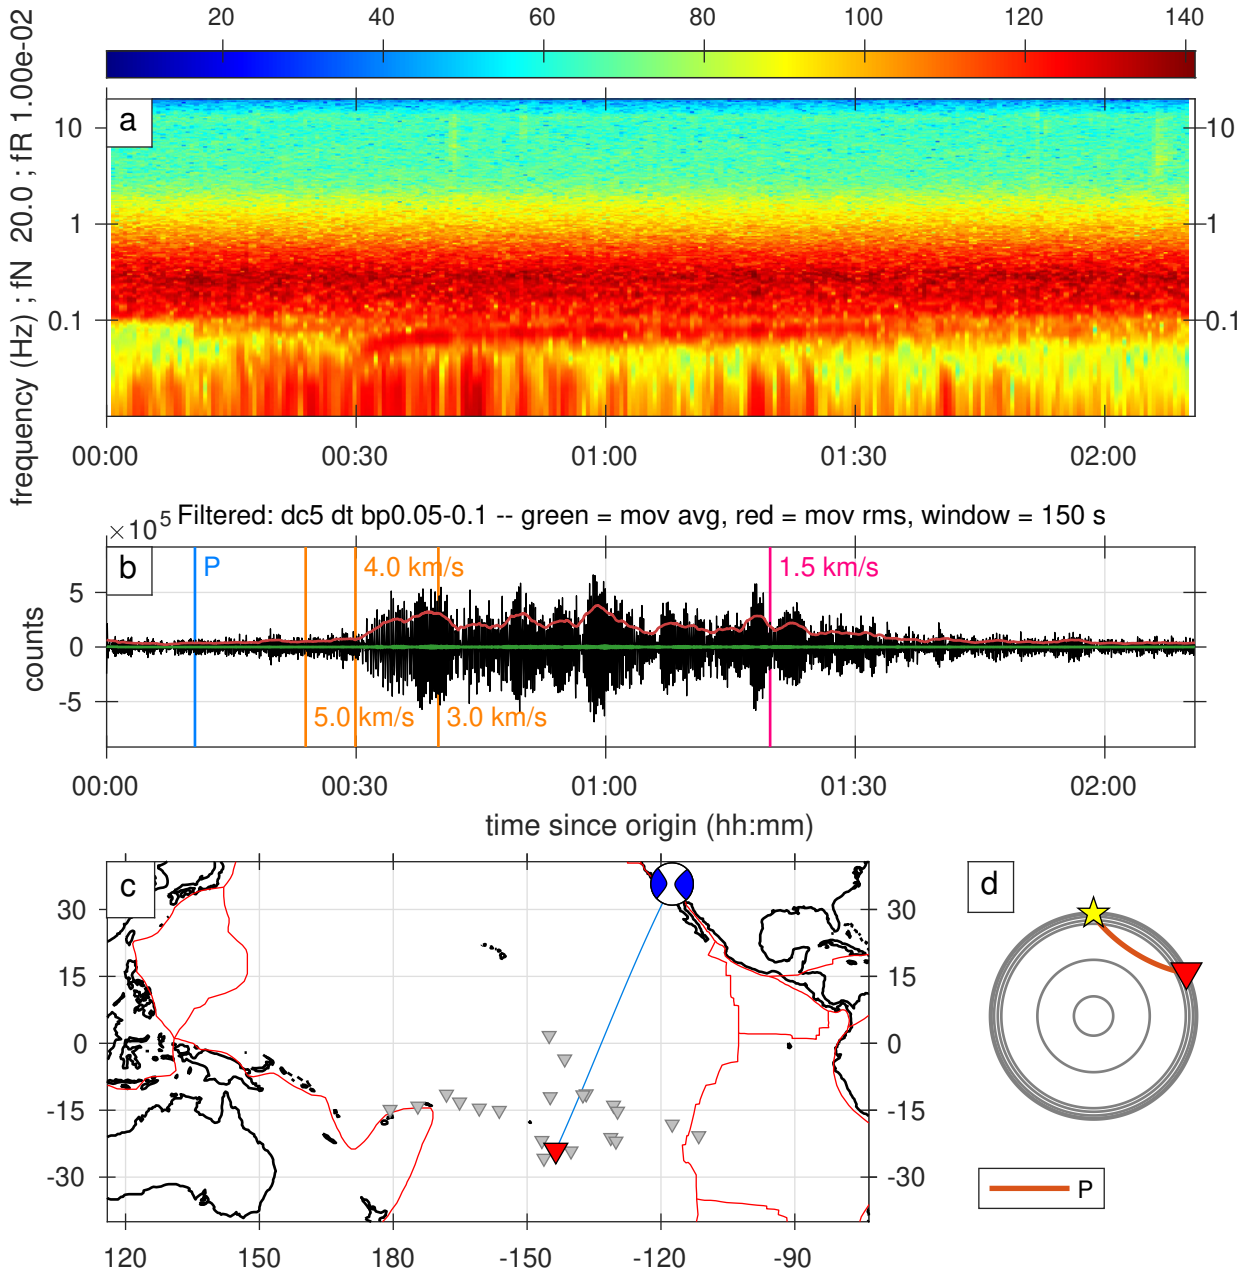 20 40 60 80 100 120 140
frequency (Hz) ; fN 20.0 ; fR 1.00e-02
a
10 10
1 1
0.1 0.1
00:00 00:30 01:00 01:30 02:00
×10^5 Filtered: dc5 dt bp0.05-0.1 -- green = mov avg, red = mov rms, window = 150 s
b
P 4.0 km/s 1.5 km/s
5
0
-5
counts
5.0 km/s 3.0 km/s
00:00 00:30 01:00 01:30 02:00
time since origin (hh:mm)
c
d
30 30
15 15
0 0
-15 -15
-30 -30
120 150 180 -150 -120 -90
P